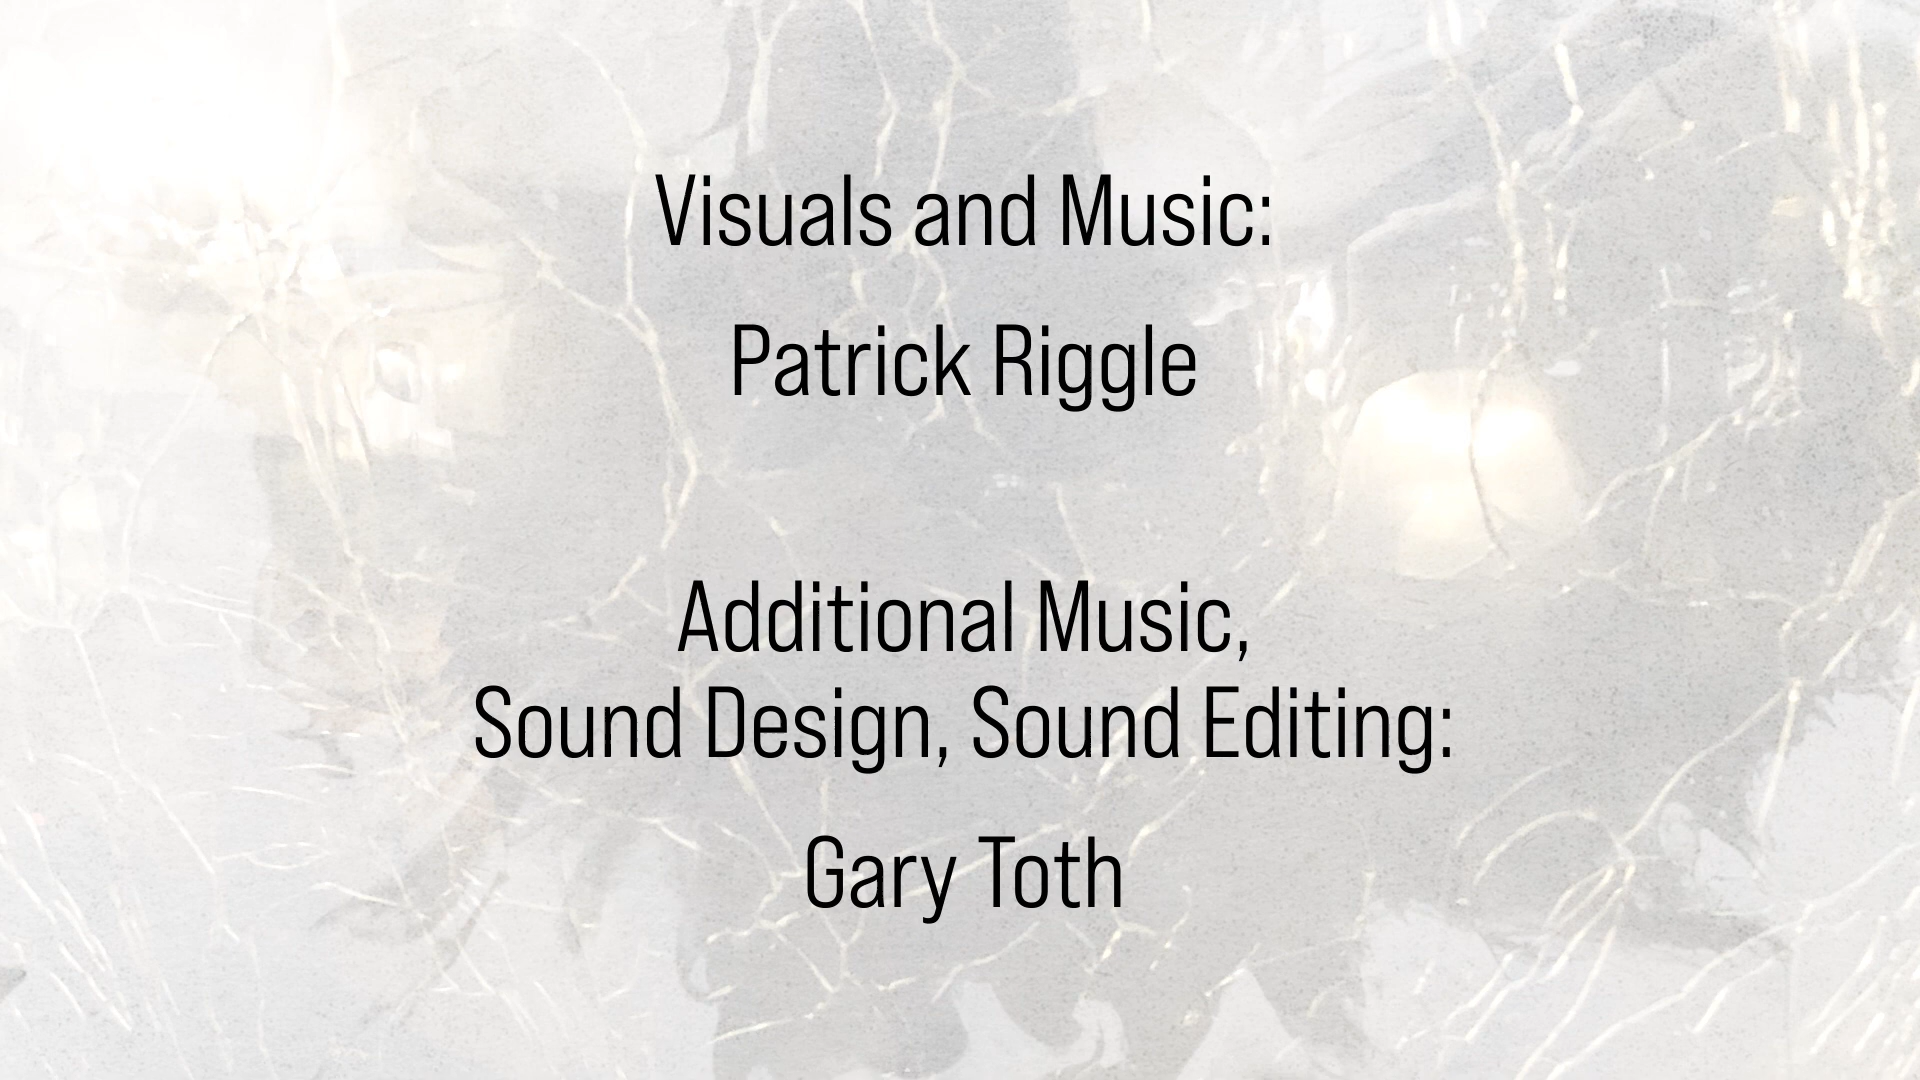 Visuals and Music:
Patrick Riggle
Additional Music,
Sound Design, Sound Editing:
Gary Toth